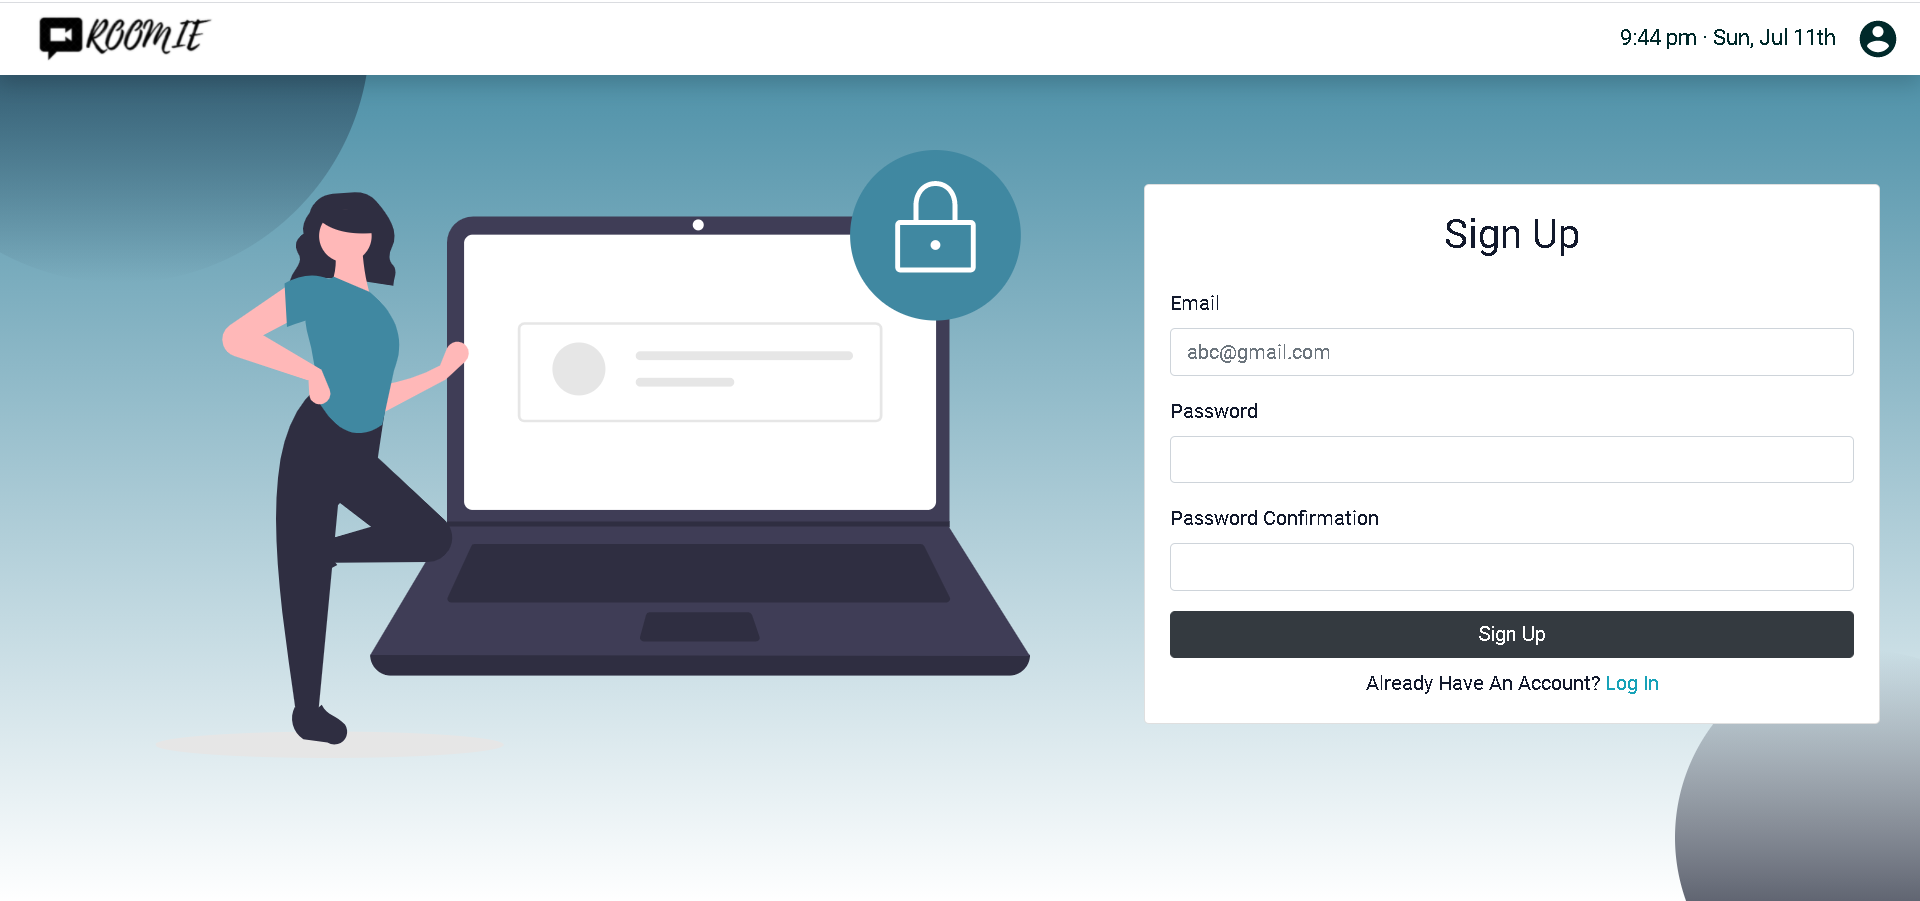 ROOMIE
9:44 pm · Sun, Jul 11th
Sign Up
Email
abc@gmail.com
Password
Password Confirmation
Sign Up
Already Have An Account? Log In